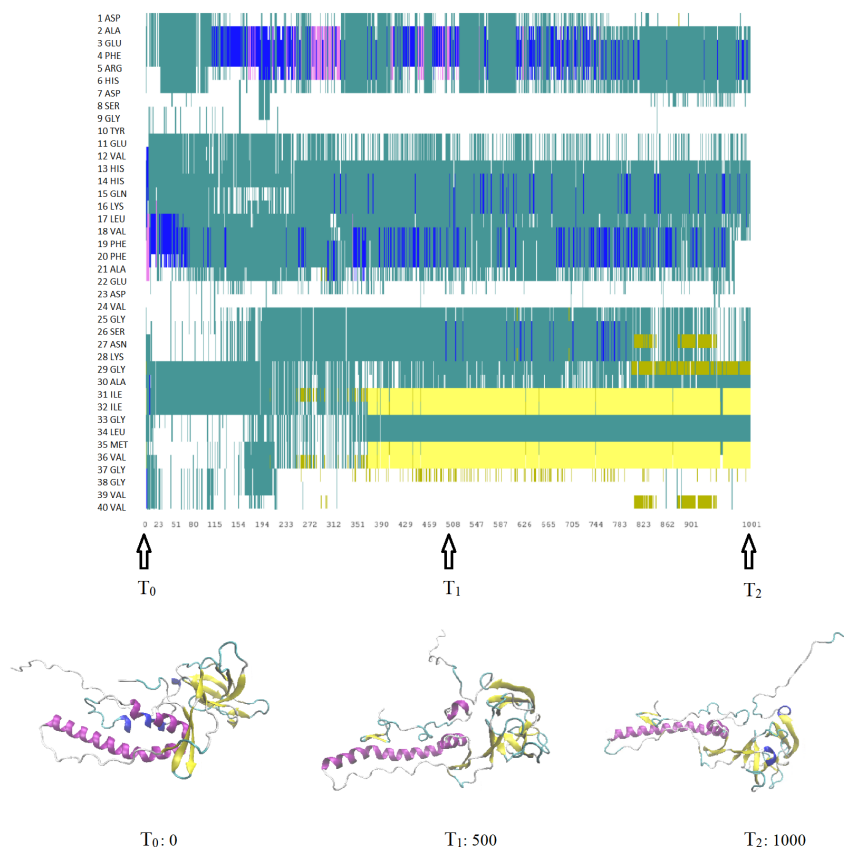 1 ASP
2 ALA
3 GLU
4 PHE
5 ARG
6 HIS
7 ASP
8 SER
9 GLY
10 TYR
11 GLU
12 VAL
13 HIS
14 HIS
15 GLN
16 LYS
17 LEU
18 VAL
19 PHE
20 PHE
21 ALA
22 GLU
23 ASP
24 VAL
25 GLY
26 SER
27 ASN
28 LYS
29 GLY
30 ALA
31 ILE
32 ILE
33 GLY
34 LEU
35 MET
36 VAL
37 GLY
38 GLY
39 VAL
40 VAL
0 23 51 80 115 154 194 233 272 312 351 390 429 469 508 547 587 626 665 705 744 783 823 862 901 1001
T0 T1 T2
T0: 0 T1: 500 T2: 1000